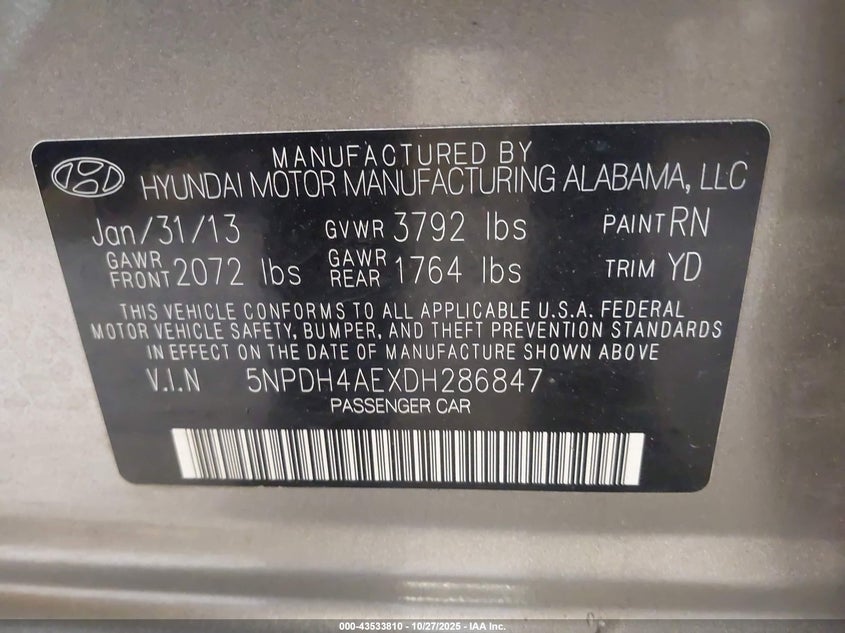 MANUFACTURED BY
HYUNDAI MOTOR MANUFACTURING ALABAMA, LLC
Jan/31/13 GVWR 3792 lbs PAINT RN
GAWR FRONT 2072 lbs GAWR REAR 1764 lbs TRIM YD
THIS VEHICLE CONFORMS TO ALL APPLICABLE U.S.A. FEDERAL
MOTOR VEHICLE SAFETY, BUMPER, AND THEFT PREVENTION STANDARDS
IN EFFECT ON THE DATE OF MANUFACTURE SHOWN ABOVE
V.I.N 5NPDH4AEXDH286847
PASSENGER CAR
000-43533810 - 10/27/2025 - IAA Inc.